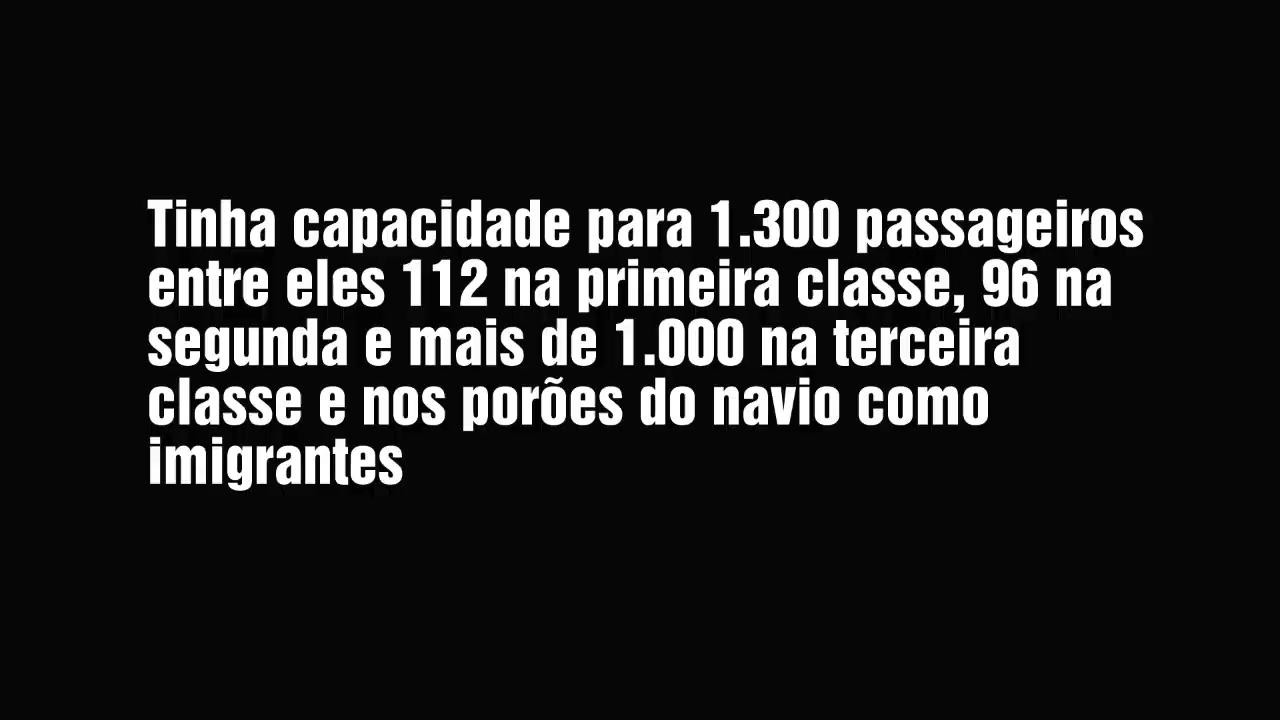 Tinha capacidade para 1.300 passageiros
entre eles 112 na primeira classe, 96 na
segunda e mais de 1.000 na terceira
classe e nos porões do navio como
imigrantes